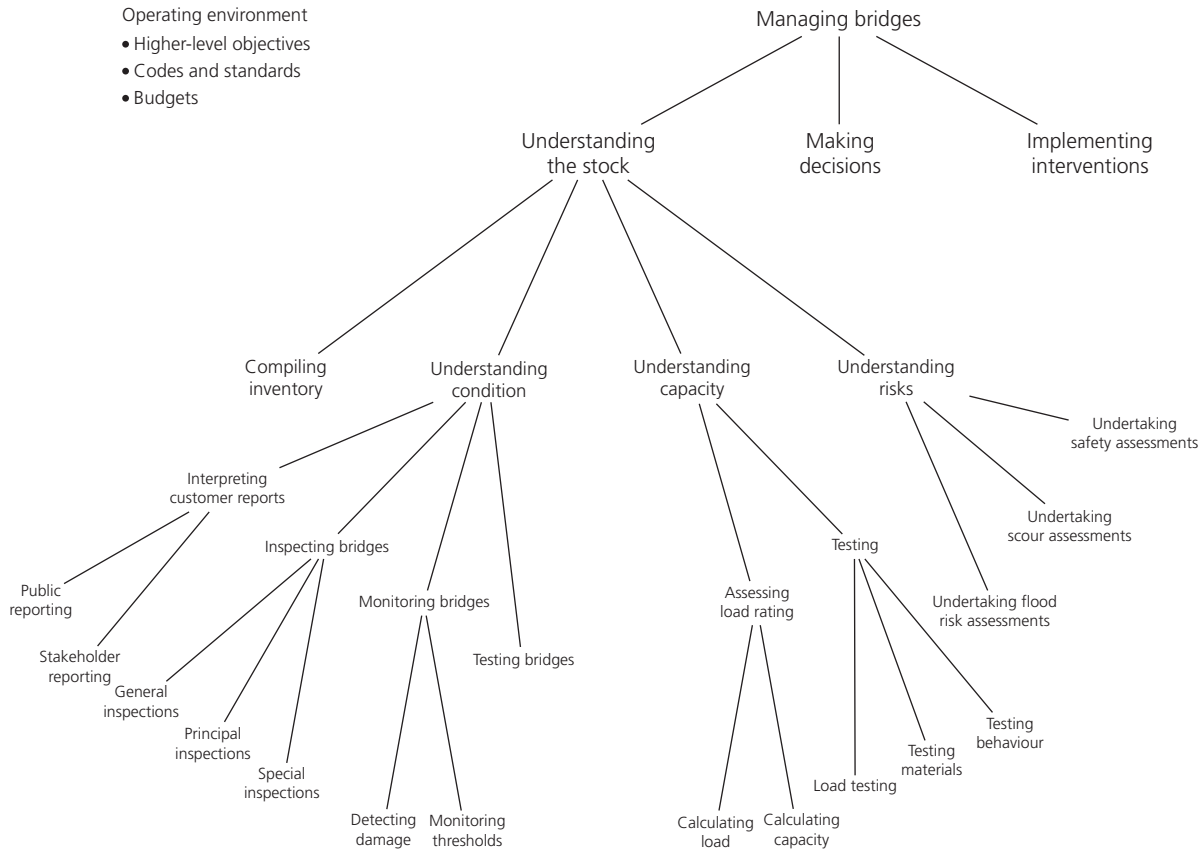 Operating environment
• Higher-level objectives
• Codes and standards
• Budgets
Managing bridges
Understanding
the stock
Making
decisions
Implementing
interventions
Compiling
inventory
Understanding
condition
Understanding
capacity
Understanding
risks
Undertaking
safety assessments
Interpreting
customer reports
Undertaking
scour assessments
Inspecting bridges
Testing
Public
reporting
Monitoring bridges
Assessing
load rating
Undertaking flood
risk assessments
Stakeholder
reporting
Testing bridges
General
inspections
Principal
inspections
Special
inspections
Testing
behaviour
Testing
materials
Load testing
Detecting
damage
Monitoring
thresholds
Calculating
load
Calculating
capacity